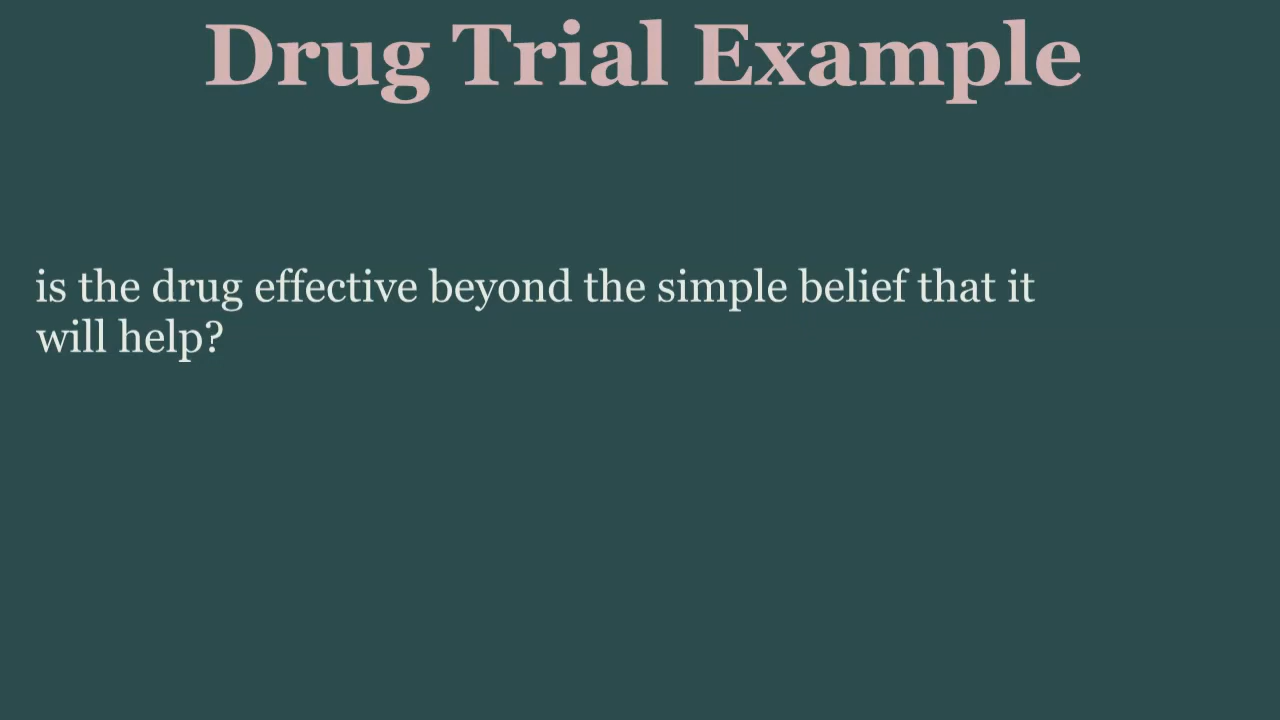 Drug Trial Example
is the drug effective beyond the simple belief that it
will help?